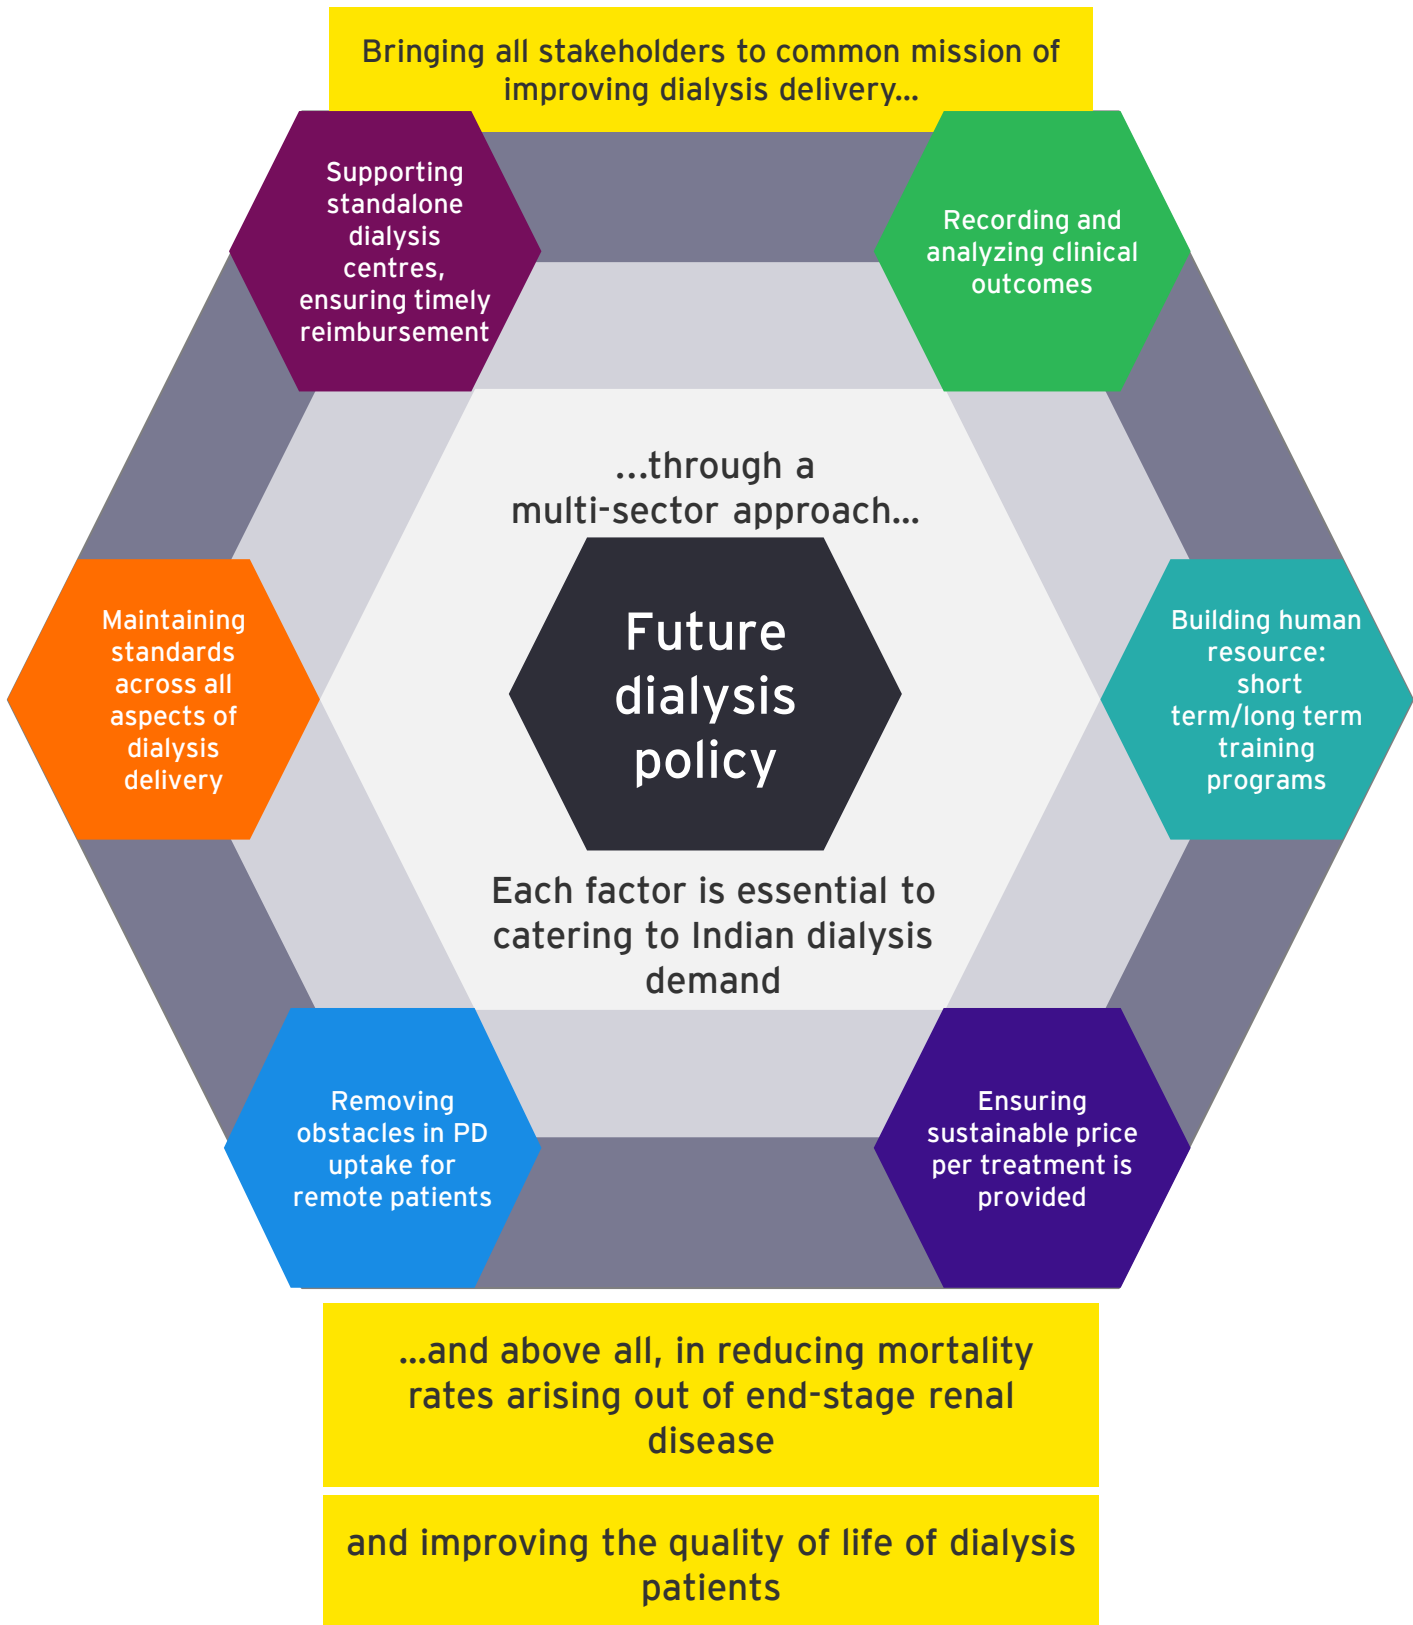 Bringing all stakeholders to common mission of
improving dialysis delivery...
Supporting
standalone
dialysis
centres,
ensuring timely
reimbursement
Recording and
analyzing clinical
outcomes
...through a
multi-sector approach...
Maintaining
standards
across all
aspects of
dialysis
delivery
Future
dialysis
policy
Building human
resource:
short
term/long term
training
programs
Each factor is essential to
catering to Indian dialysis
demand
Removing
obstacles in PD
uptake for
remote patients
Ensuring
sustainable price
per treatment is
provided
...and above all, in reducing mortality
rates arising out of end-stage renal
disease
and improving the quality of life of dialysis
patients